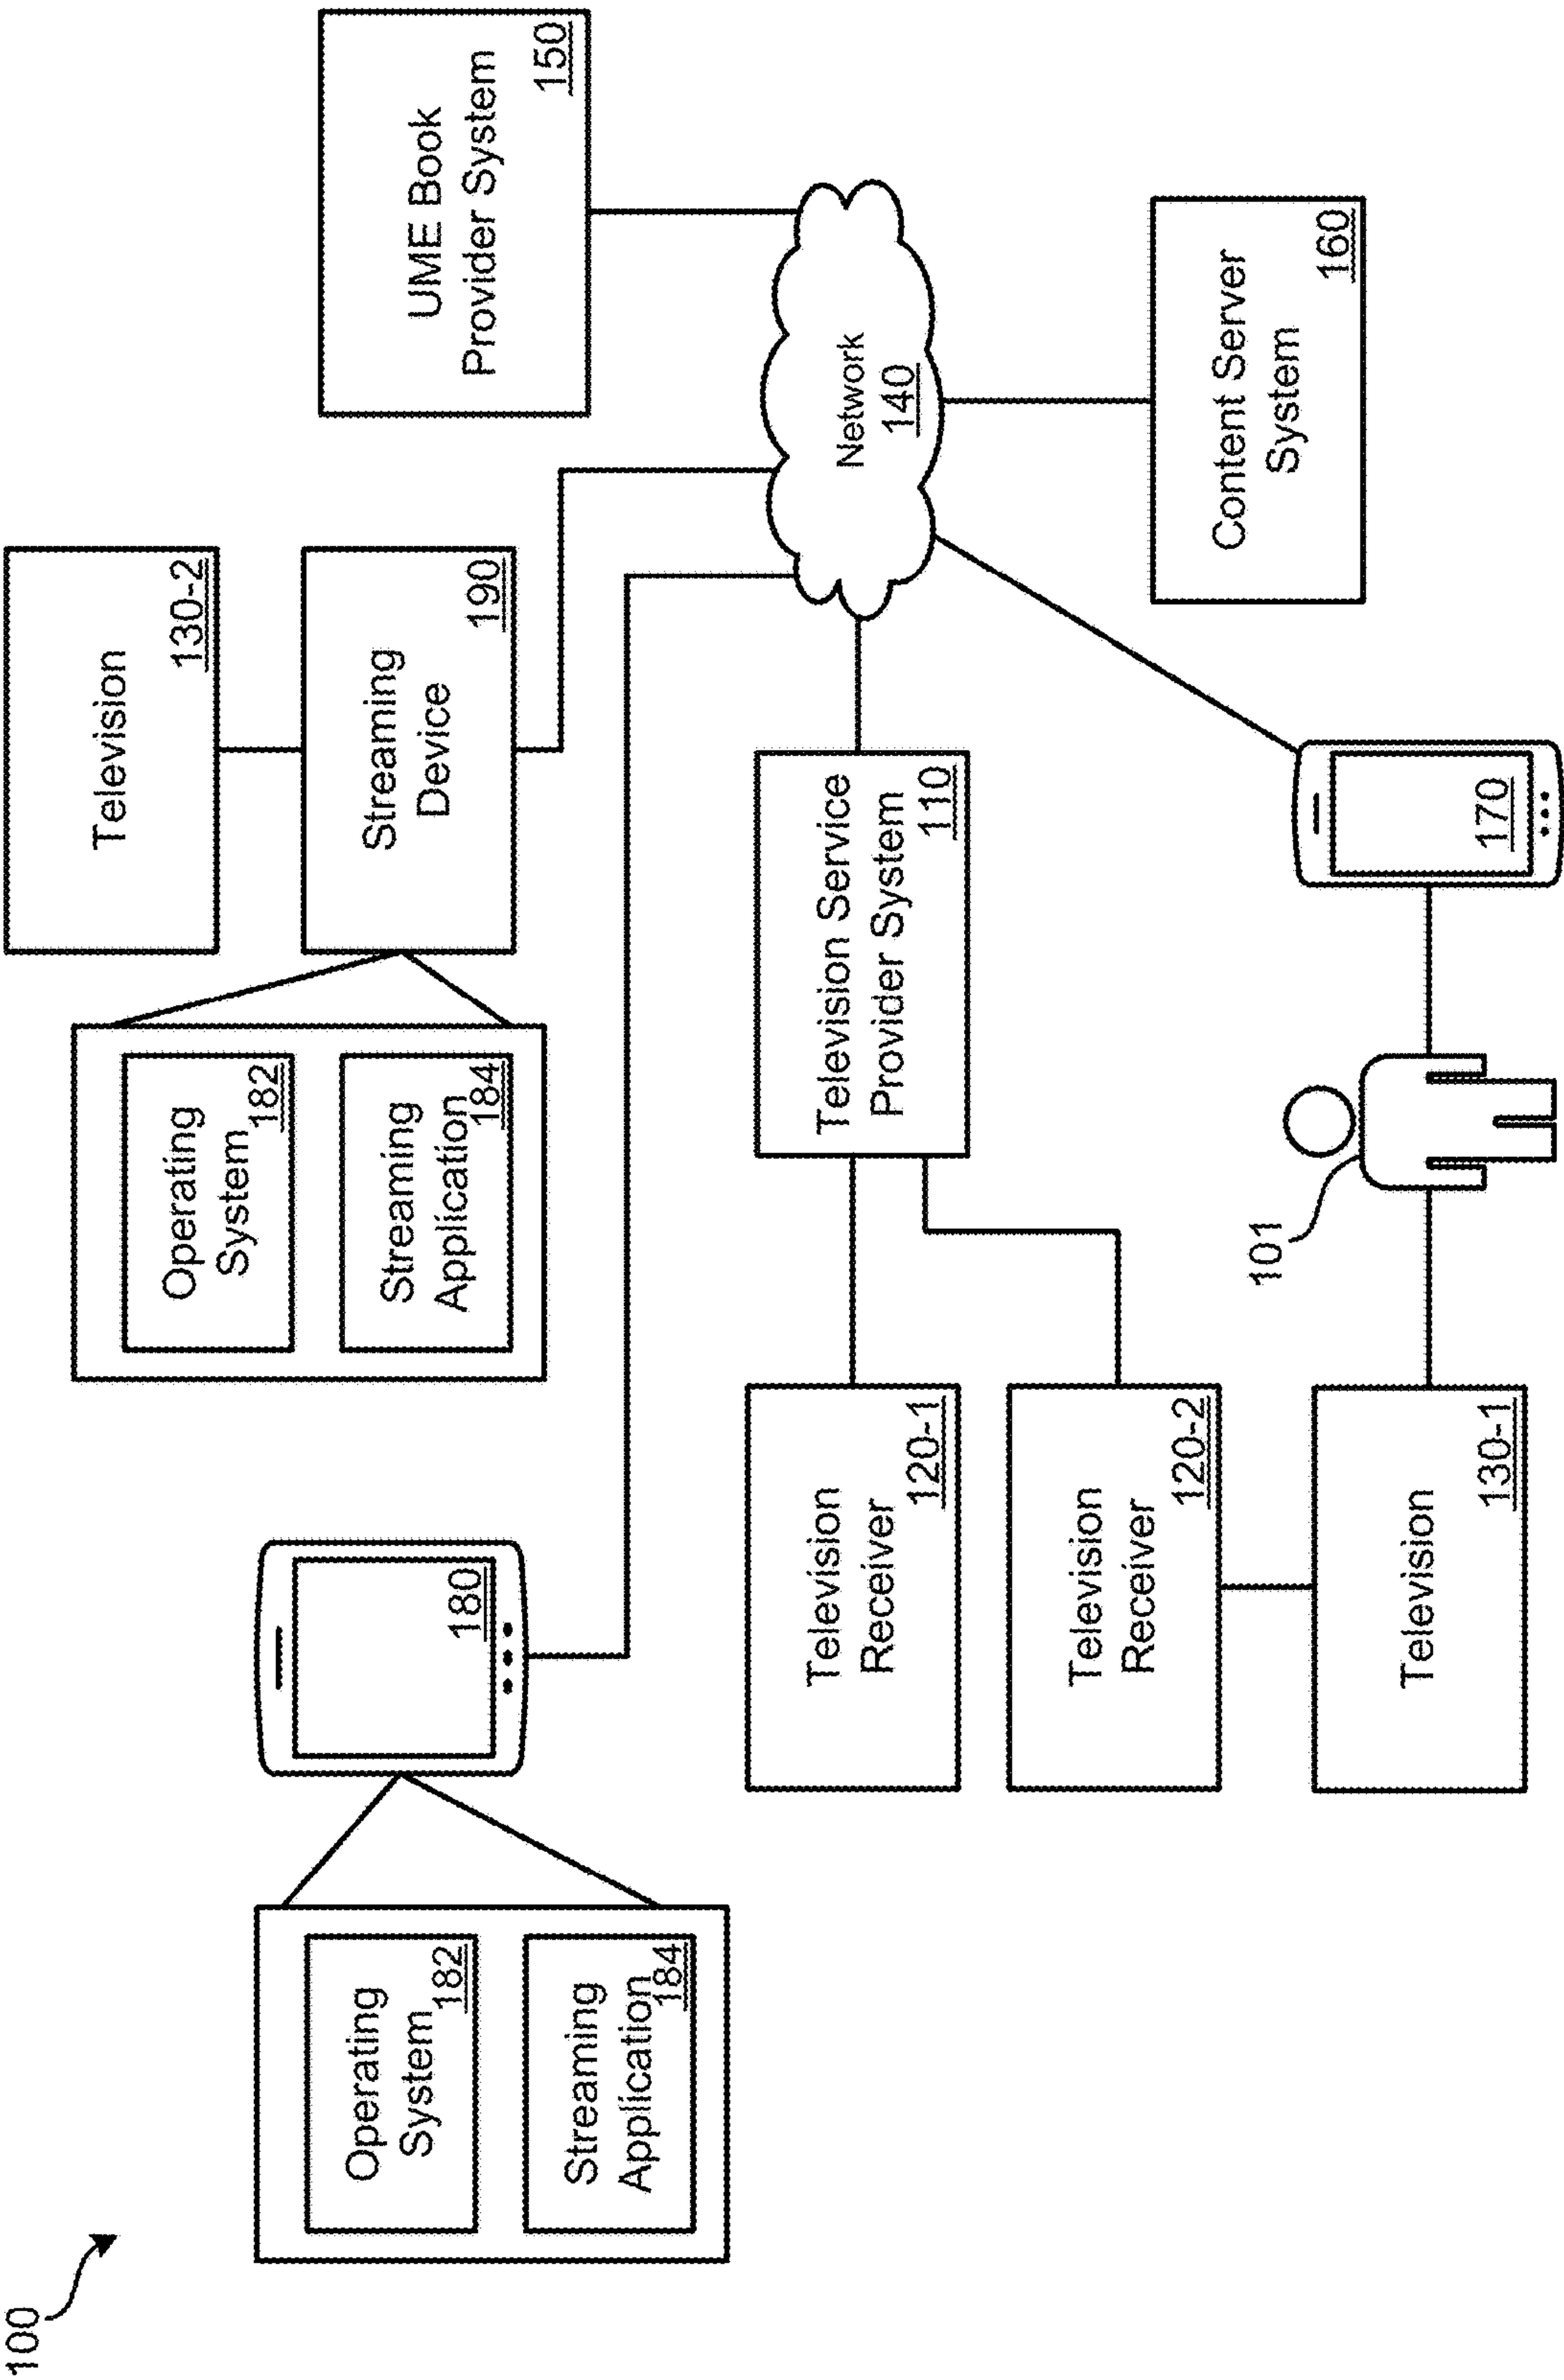 100
Television
130-2
Streaming
Device
190
UME Book
Provider System
150
Operating
System
182
Streaming
Application
184
180
Operating
System
182
Streaming
Application
184
Network
140
Television Service
Provider System
110
Television
Receiver
120-1
Television
Receiver
120-2
Content Server
System
160
101
170
Television
130-1